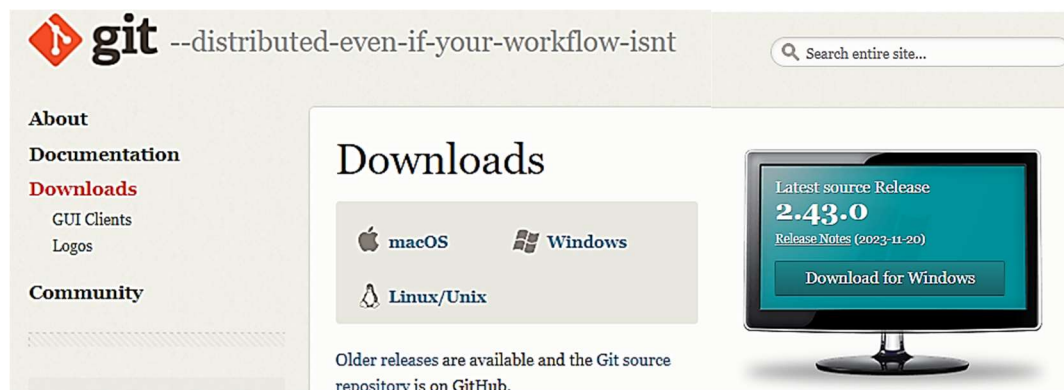 git --distributed-even-if-your-workflow-isnt
Search entire site...
About
Documentation
Downloads
GUI Clients
Logos
Community
Downloads
macOS
Windows
Linux/Unix
Older releases are available and the Git source
repository is on GitHub.
Latest source Release
2.43.0
Release Notes (2023-11-20)
Download for Windows